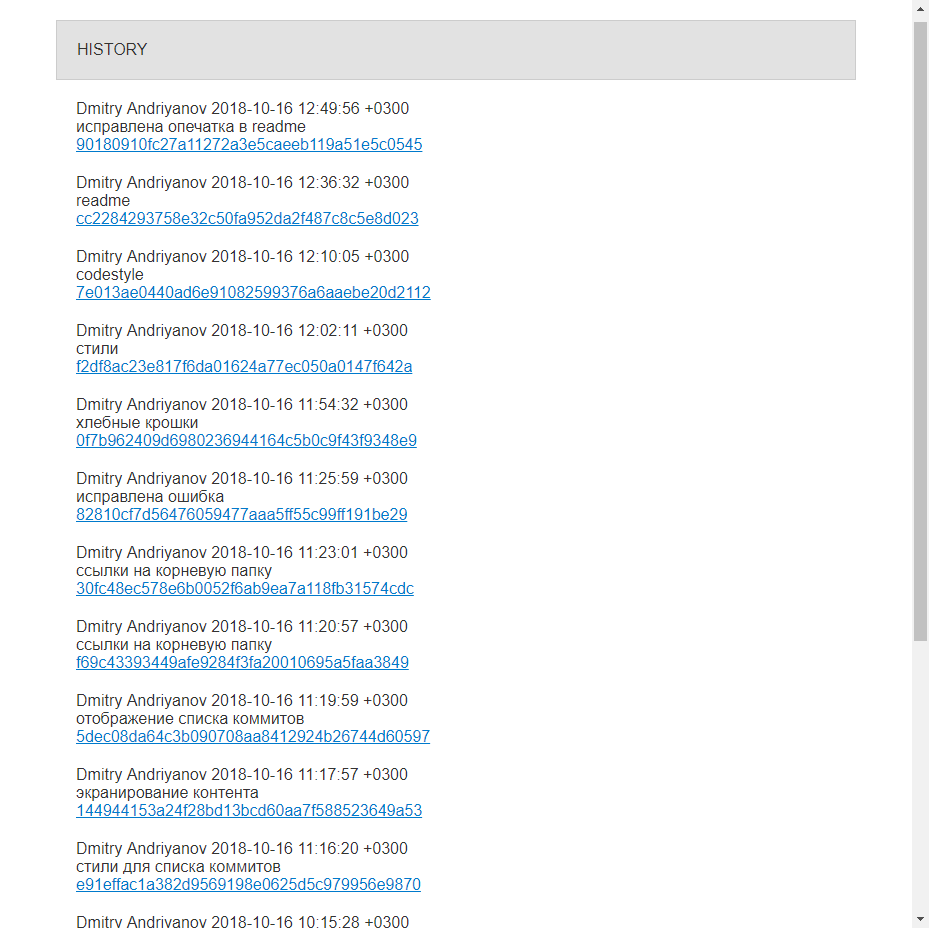 HISTORY
Dmitry Andriyanov 2018-10-16 12:49:56 +0300
исправлена опечатка в readme
90180910fc27a11272a3e5caeeb119a51e5c0545
Dmitry Andriyanov 2018-10-16 12:36:32 +0300
readme
cc2284293758e32c50fa952da2f487c8c5e8d023
Dmitry Andriyanov 2018-10-16 12:10:05 +0300
codestyle
7e013ae0440ad6e91082599376a6aaebe20d2112
Dmitry Andriyanov 2018-10-16 12:02:11 +0300
стили
f2df8ac23e817f6da01624a77ec050a0147f642a
Dmitry Andriyanov 2018-10-16 11:54:32 +0300
хлебные крошки
0f7b962409d6980236944164c5b0c9f43f9348e9
Dmitry Andriyanov 2018-10-16 11:25:59 +0300
исправлена ошибка
82810cf7d56476059477aaa5ff55c99ff191be29
Dmitry Andriyanov 2018-10-16 11:23:01 +0300
ссылки на корневую папку
30fc48ec578e6b0052f6ab9ea7a118fb31574cdc
Dmitry Andriyanov 2018-10-16 11:20:57 +0300
ссылки на корневую папку
f69c43393449afe9284f3fa20010695a5faa3849
Dmitry Andriyanov 2018-10-16 11:19:59 +0300
отображение списка коммитов
5dec08da64c3b090708aa8412924b26744d60597
Dmitry Andriyanov 2018-10-16 11:17:57 +0300
экранирование контента
144944153a24f28bd13bcd60aa7f588523649a53
Dmitry Andriyanov 2018-10-16 11:16:20 +0300
стили для списка коммитов
e91effac1a382d9569198e0625d5c979956e9870
Dmitry Andriyanov 2018-10-16 10:15:28 +0300